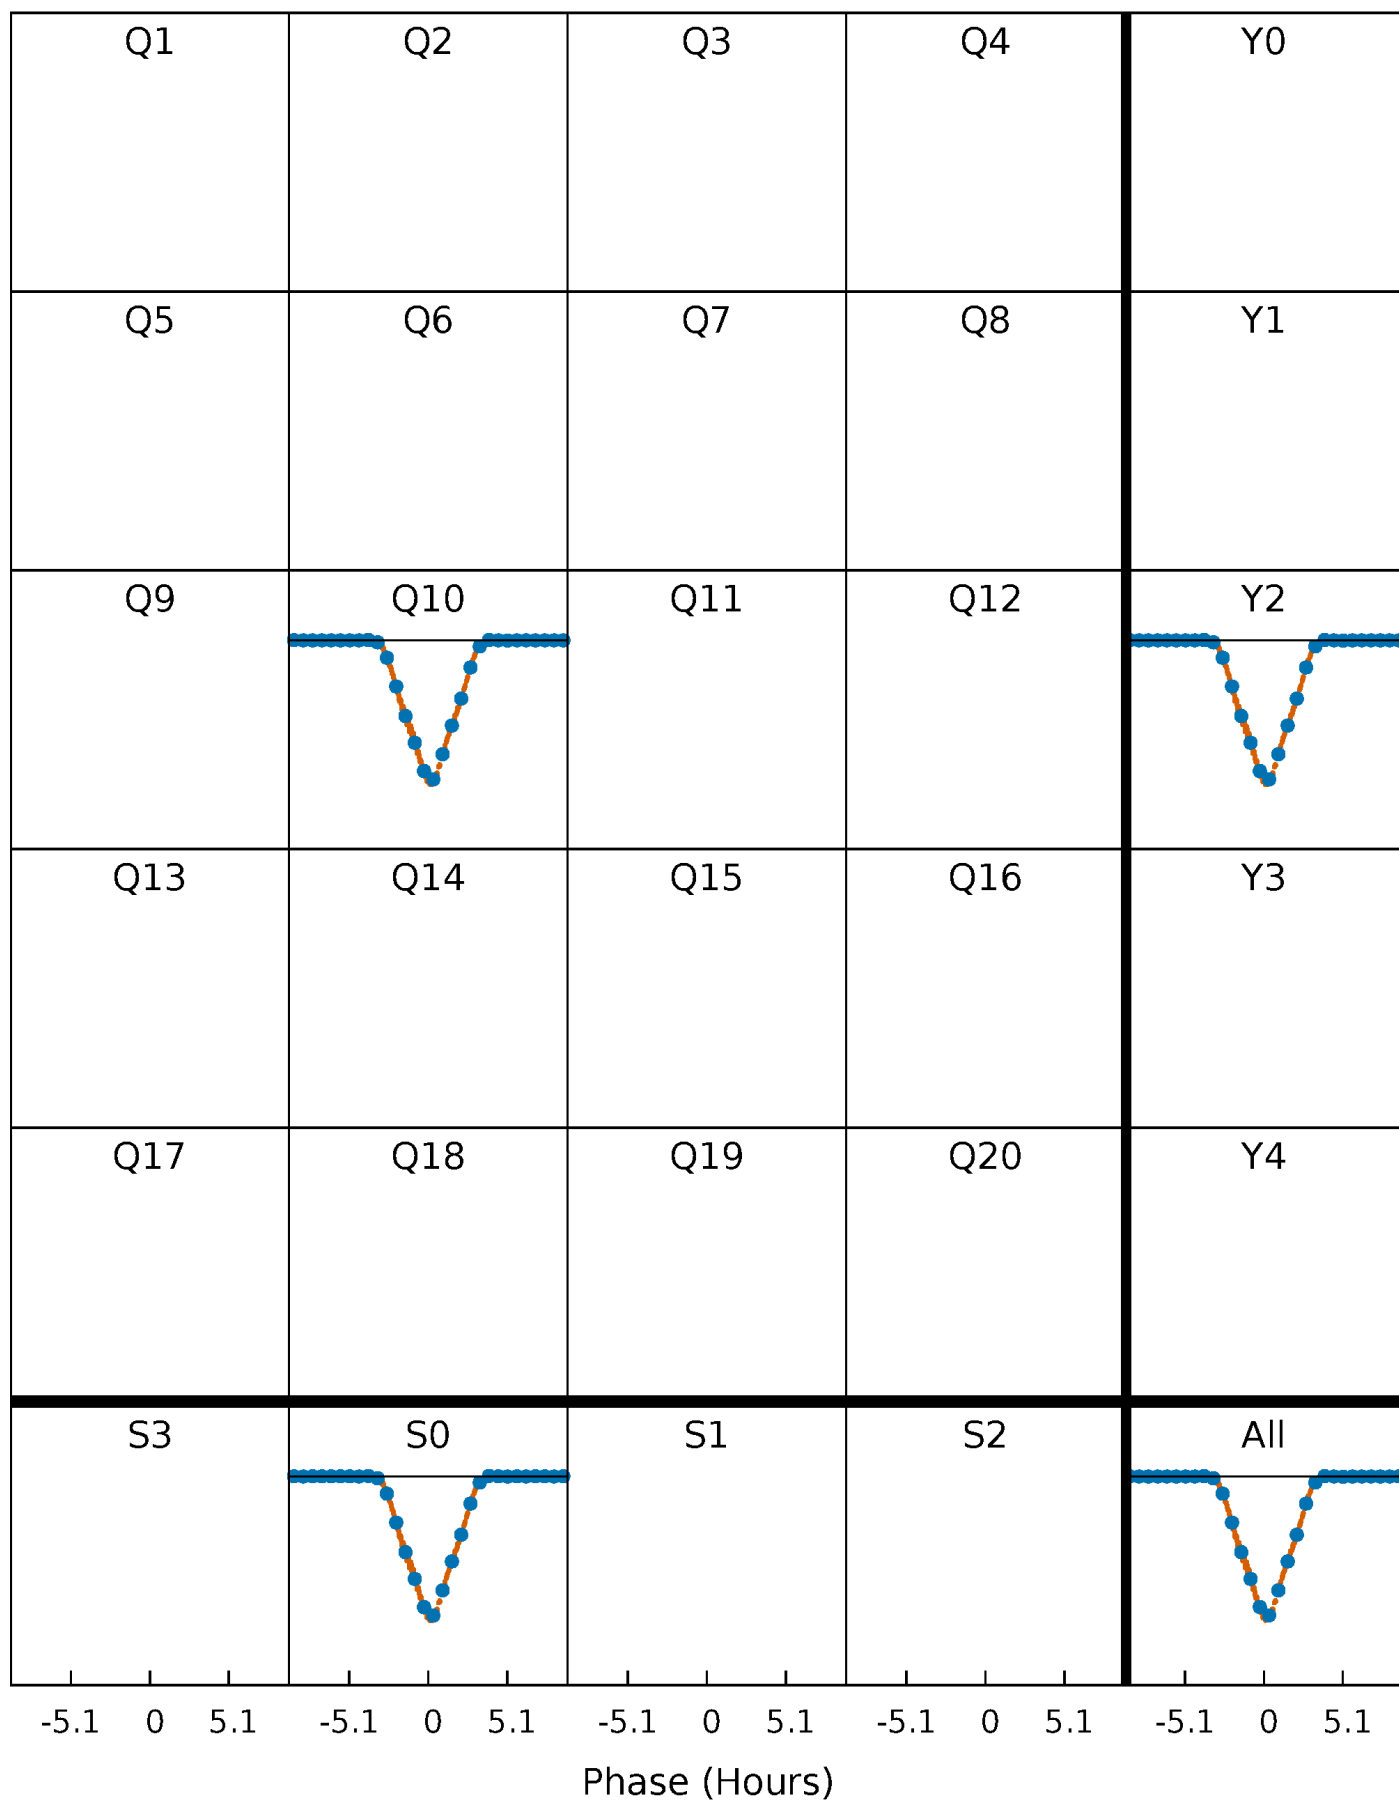 Q1 Q2 Q3 Q4 Y0
Q5 Q6 Q7 Q8 Y1
Q9 Q10 Q11 Q12 Y2
Q13 Q14 Q15 Q16 Y3
Q17 Q18 Q19 Q20 Y4
S3 S0 S1 S2 All
-5.1 0 5.1 -5.1 0 5.1 -5.1 0 5.1 -5.1 0 5.1 -5.1 0 5.1
Phase (Hours)